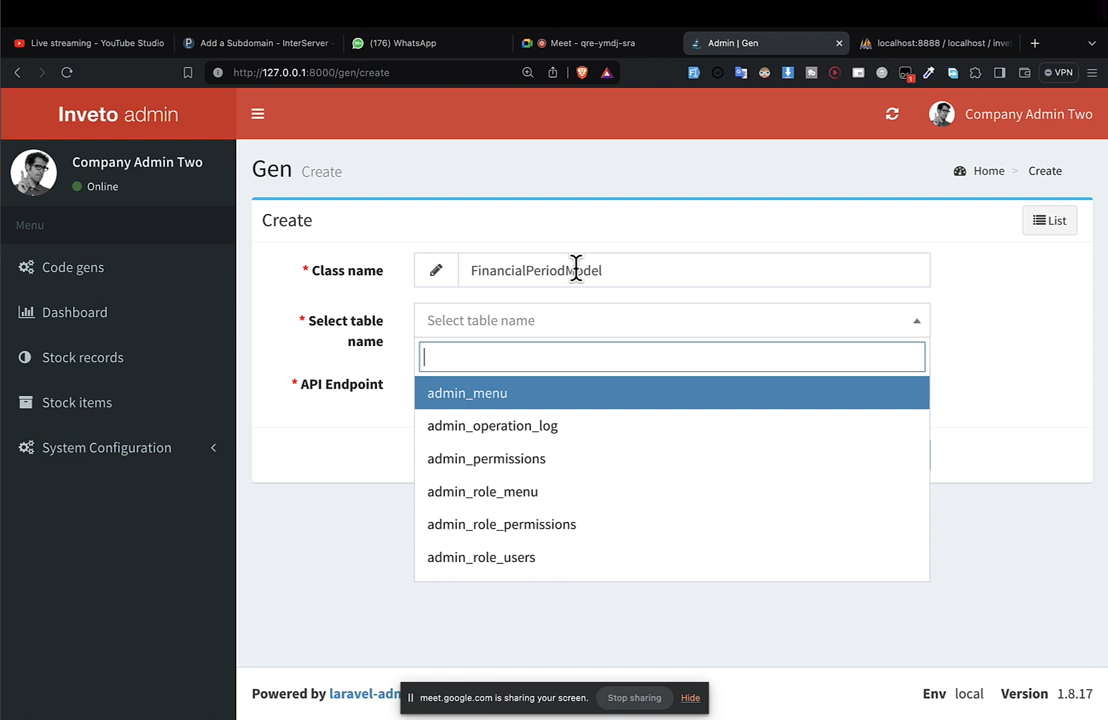 Live streaming - YouTube Studio
Add a Subdomain - InterServer -
(176) WhatsApp
Meet - qre-ymdj-sra
Admin | Gen
localhost:8888 / localhost / inve
http://127.0.0.1:8000/gen/create
1
VPN
Inveto admin
Company Admin Two
Company Admin Two
Online
Gen Create
Home > Create
Menu
Create
List
Code gens
* Class name
FinancialPeriodModel
Dashboard
* Select table name
Select table name
Stock records
* API Endpoint
admin_menu
Stock items
admin_operation_log
System Configuration
admin_permissions
admin_role_menu
admin_role_permissions
admin_role_users
Powered by laravel-adm
meet.google.com is sharing your screen.
Stop sharing
Hide
Env local Version 1.8.17